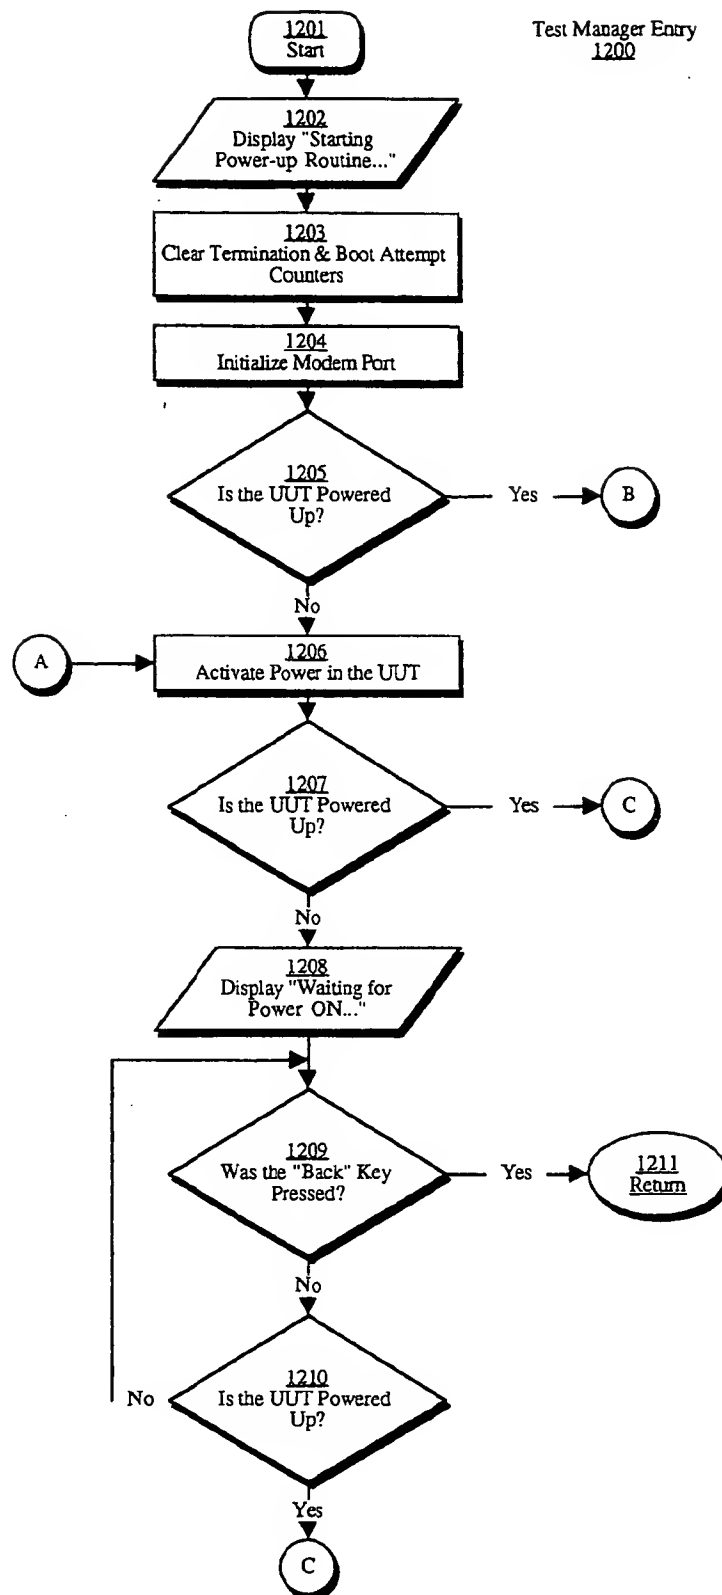 Test Manager Entry
1200
1201
Start
1202
Display "Starting
Power-up Routine..."
1203
Clear Termination & Boot Attempt
Counters
1204
Initialize Modem Port
1205
Is the UUT Powered
Up?
Yes
B
No
A
1206
Activate Power in the UUT
1207
Is the UUT Powered
Up?
Yes
C
No
1208
Display "Waiting for
Power ON..."
1209
Was the "Back" Key
Pressed?
Yes
1211
Return
No
1210
Is the UUT Powered
Up?
No
Yes
C